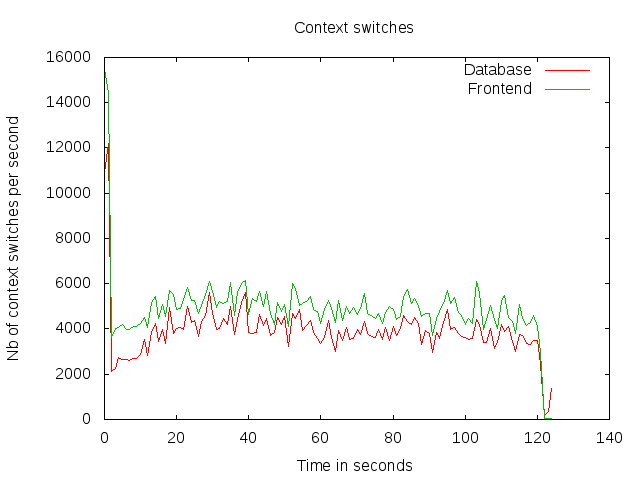 Context switches
Database
Frontend
Nb of context switches per second
16000
14000
12000
10000
8000
6000
4000
2000
0
0 20 40 60 80 100 120 140
Time in seconds